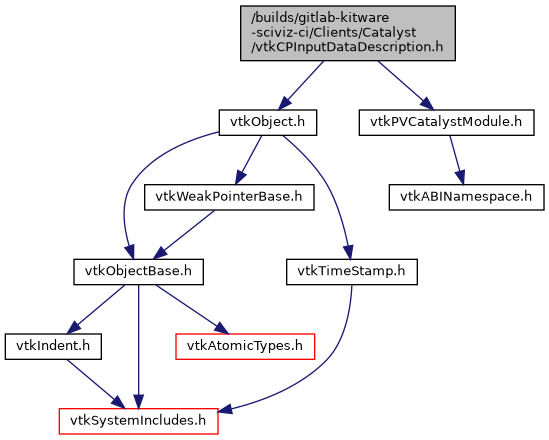 /builds/gitlab-kitware
-sciviz-ci/Clients/Catalyst
/vtkCPInputDataDescription.h
vtkObject.h
vtkPVCatalystModule.h
vtkWeakPointerBase.h
vtkABINamespace.h
vtkObjectBase.h
vtkTimeStamp.h
vtkIndent.h
vtkAtomicTypes.h
vtkSystemIncludes.h